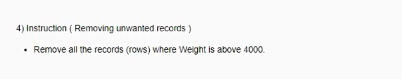 4) Instruction ( Removing unwanted records )
• Remove all the records (rows) where Weight is above 4000.